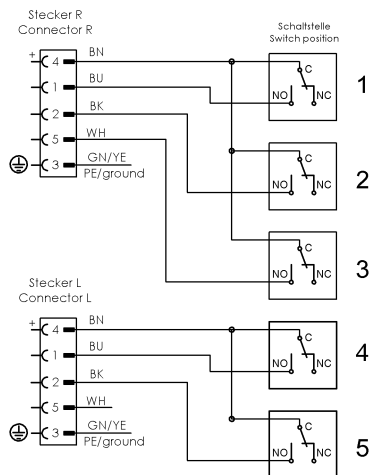 Stecker R
Connector R
Schaltstelle
Switch position
+ 4 BN
1 BU
2 BK
5 WH
3 GN/YE
PE/ground
C
NO NC
1
C
NO NC
2
C
NO NC
3
Stecker L
Connector L
+ 4 BN
1 BU
2 BK
5 WH
3 GN/YE
PE/ground
C
NO NC
4
C
NO NC
5